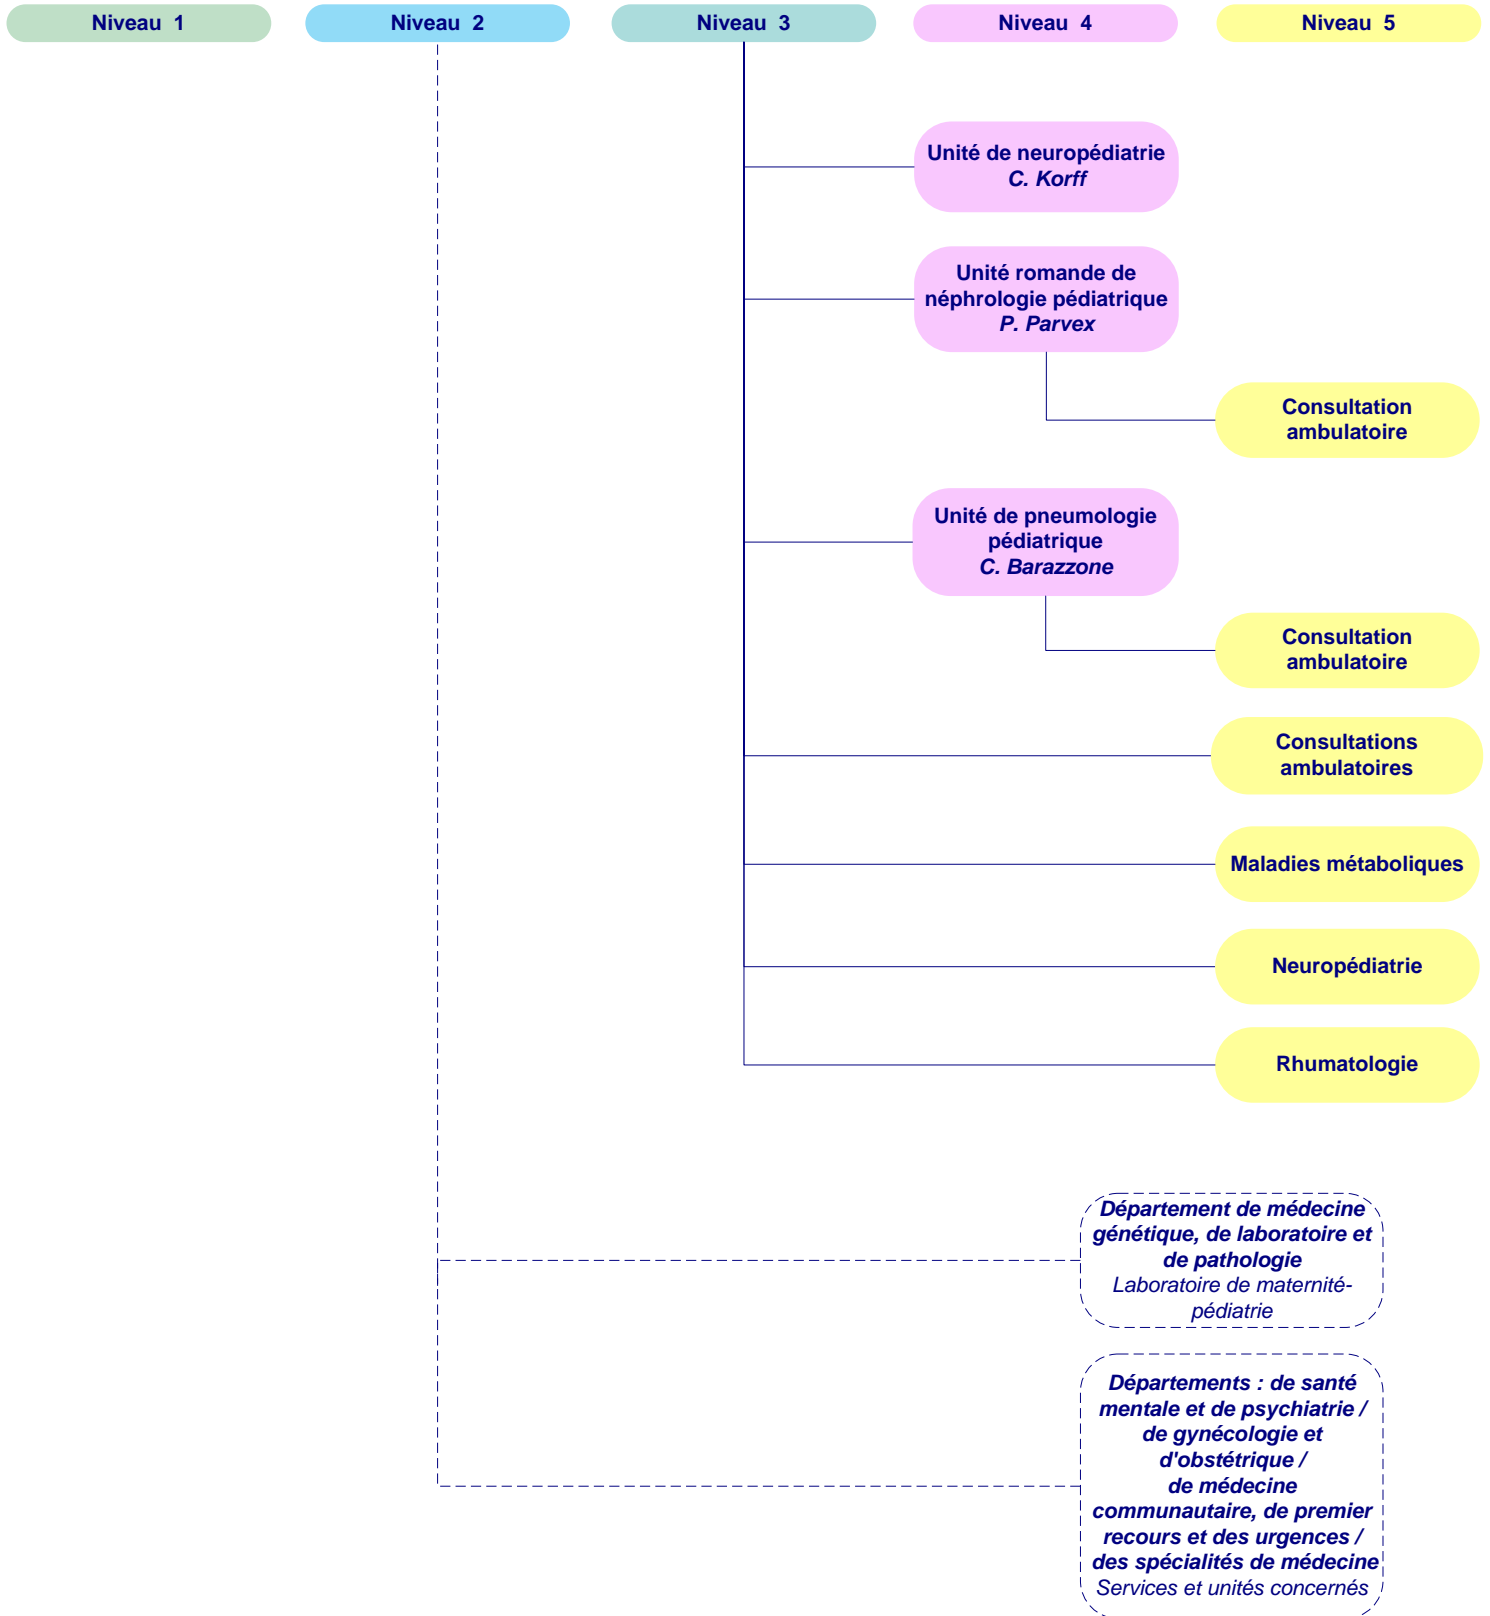 Niveau 1
Niveau 2
Niveau 3
Niveau 4
Niveau 5
Unité de neuropédiatrie
C. Korff
Unité romande de
néphrologie pédiatrique
P. Parvex
Consultation
ambulatoire
Unité de pneumologie
pédiatrique
C. Barazzone
Consultation
ambulatoire
Consultations
ambulatoires
Maladies métaboliques
Neuropédiatrie
Rhumatologie
Département de médecine
génétique, de laboratoire et
de pathologie
Laboratoire de maternité-
pédiatrie
Départements : de santé
mentale et de psychiatrie /
de gynécologie et
d'obstétrique /
de médecine
communautaire, de premier
recours et des urgences /
des spécialités de médecine
Services et unités concernés